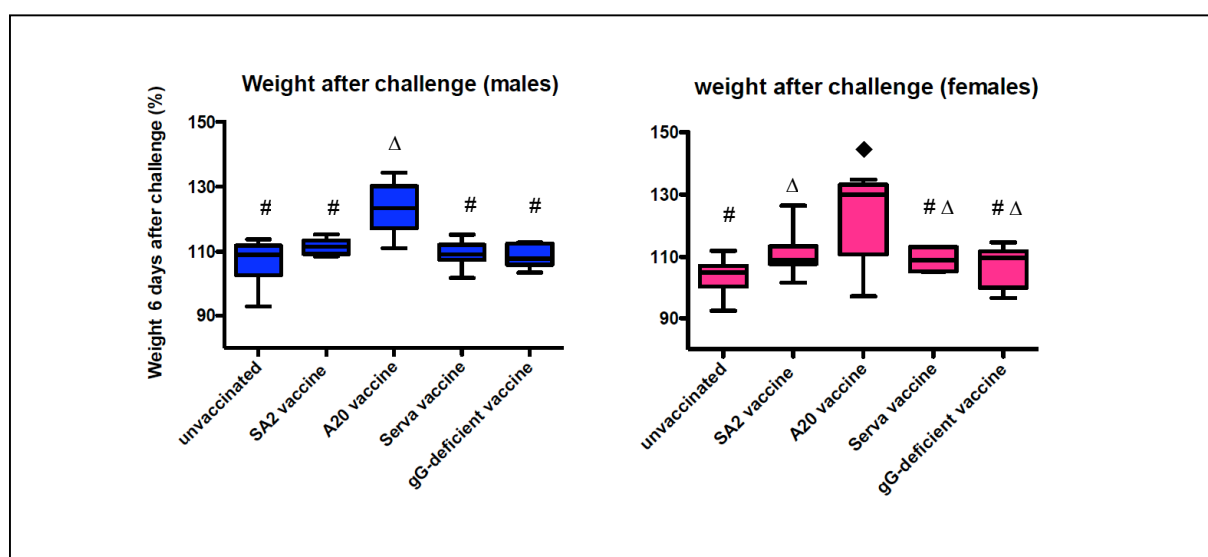 Weight after challenge (males)
Weight 6 days after challenge (%)
150
130
110
90
Δ
# # # #
unvaccinated
SA2 vaccine
A20 vaccine
Serva vaccine
gG-deficient vaccine
weight after challenge (females)
150
130
110
90
◆
# Δ # Δ # Δ
unvaccinated
SA2 vaccine
A20 vaccine
Serva vaccine
gG-deficient vaccine